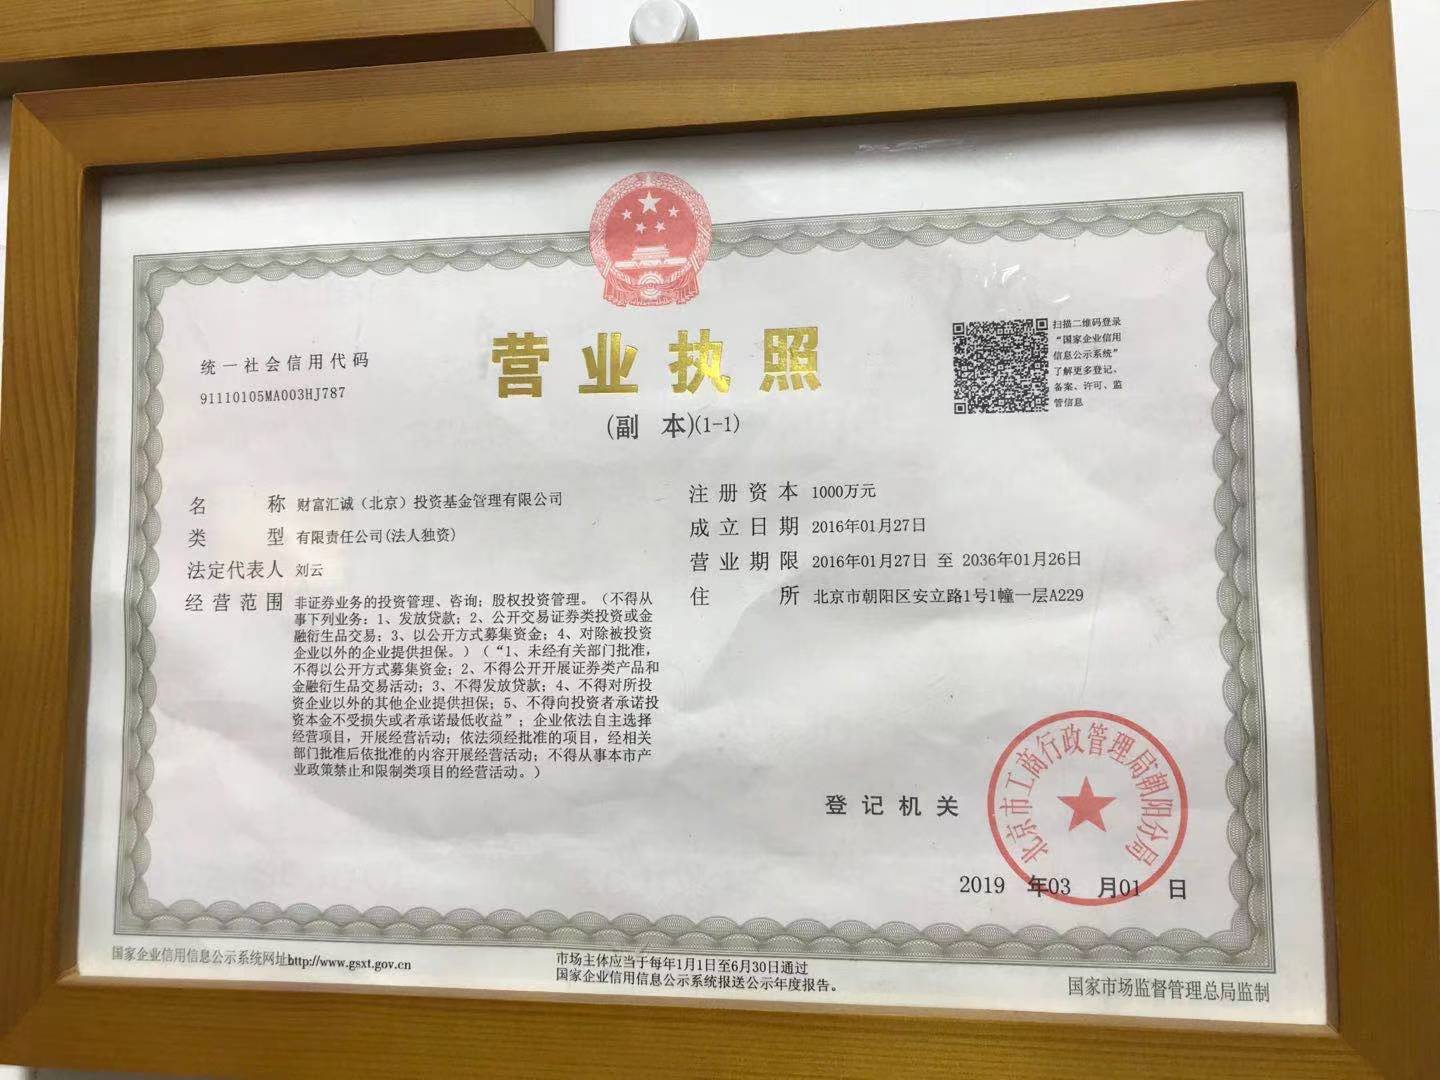 统一社会信用代码
91110105MA003HJ787
营业执照
(副 本)(1-1)
扫描二维码登录
“国家企业信用
信息公示系统”
了解更多登记、
备案、许可、监
管信息
名 称 财富汇诚（北京）投资基金管理有限公司
类 型 有限责任公司(法人独资)
法定代表人 刘云
经营范围 非证券业务的投资管理、咨询；股权投资管理。（不得从
事下列业务：1、发放贷款；2、公开交易证券类投资或金
融衍生品交易；3、以公开方式募集资金；4、对除被投资
企业以外的企业提供担保。）（“1、未经有关部门批准，
不得以公开方式募集资金；2、不得公开开展证券类产品和
金融衍生品交易活动；3、不得发放贷款；4、不得对所投
资企业以外的其他企业提供担保；5、不得向投资者承诺投
资本金不受损失或者承诺最低收益”；企业依法自主选择
经营项目，开展经营活动；依法须经批准的项目，经相关
部门批准后依批准的内容开展经营活动；不得从事本市产
业政策禁止和限制类项目的经营活动。）
注册资本 1000万元
成立日期 2016年01月27日
营业期限 2016年01月27日 至 2036年01月26日
住 所 北京市朝阳区安立路1号1幢一层A229
登记机关
北京市工商行政管理局朝阳分局
2019 年03 月01 日
国家企业信用信息公示系统网址http://www.gsxt.gov.cn
市场主体应当于每年1月1日至6月30日通过
国家企业信用信息公示系统报送公示年度报告。
国家市场监督管理总局监制